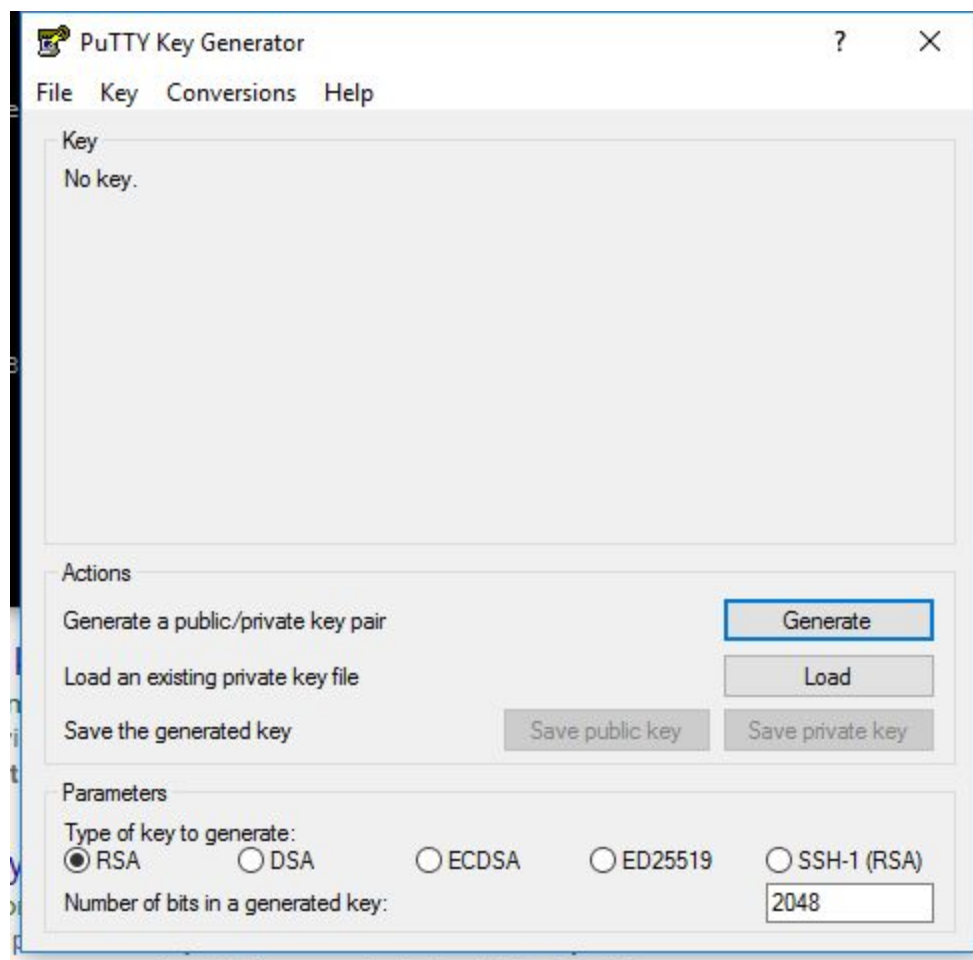 PuTTY Key Generator ? ×
File Key Conversions Help
Key
No key.
Actions
Generate a public/private key pair Generate
Load an existing private key file Load
Save the generated key Save public key Save private key
Parameters
Type of key to generate:
RSA DSA ECDSA ED25519 SSH-1 (RSA)
Number of bits in a generated key: 2048